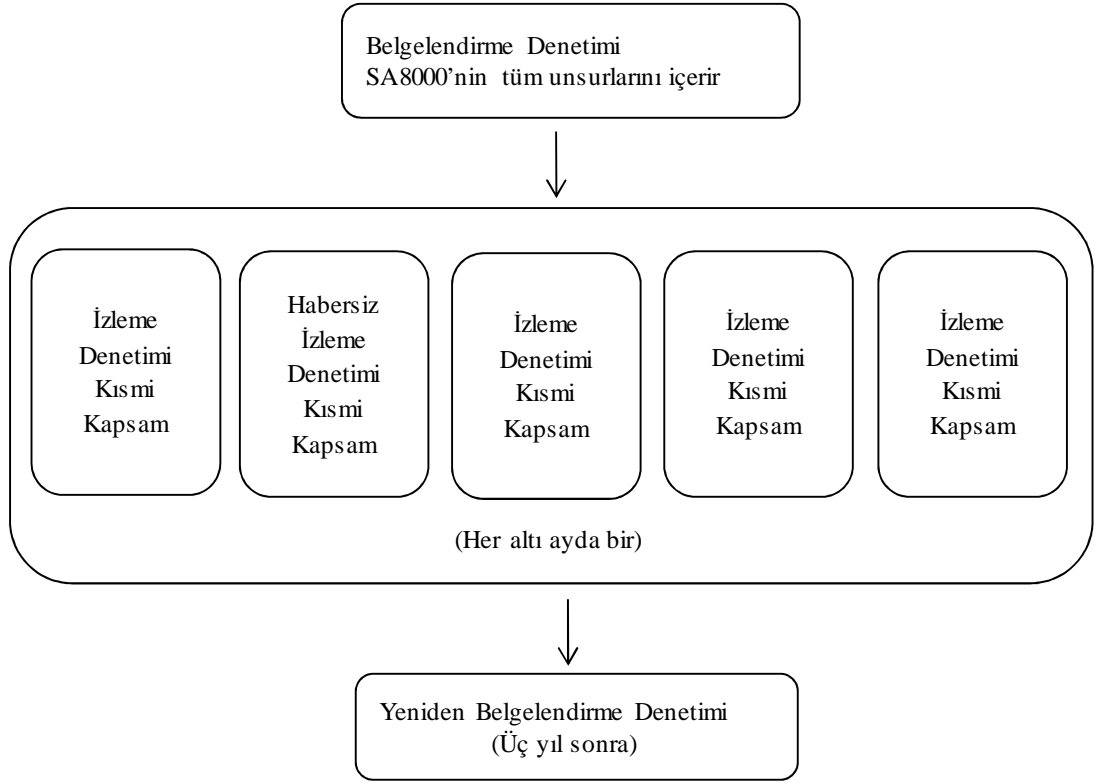 Belgelendirme Denetimi
SA8000’nin tüm unsurlarını içerir
İzleme
Denetimi
Kısmi
Kapsam
Habersiz
İzleme
Denetimi
Kısmi
Kapsam
İzleme
Denetimi
Kısmi
Kapsam
İzleme
Denetimi
Kısmi
Kapsam
İzleme
Denetimi
Kısmi
Kapsam
(Her altı ayda bir)
Yeniden Belgelendirme Denetimi
(Üç yıl sonra)